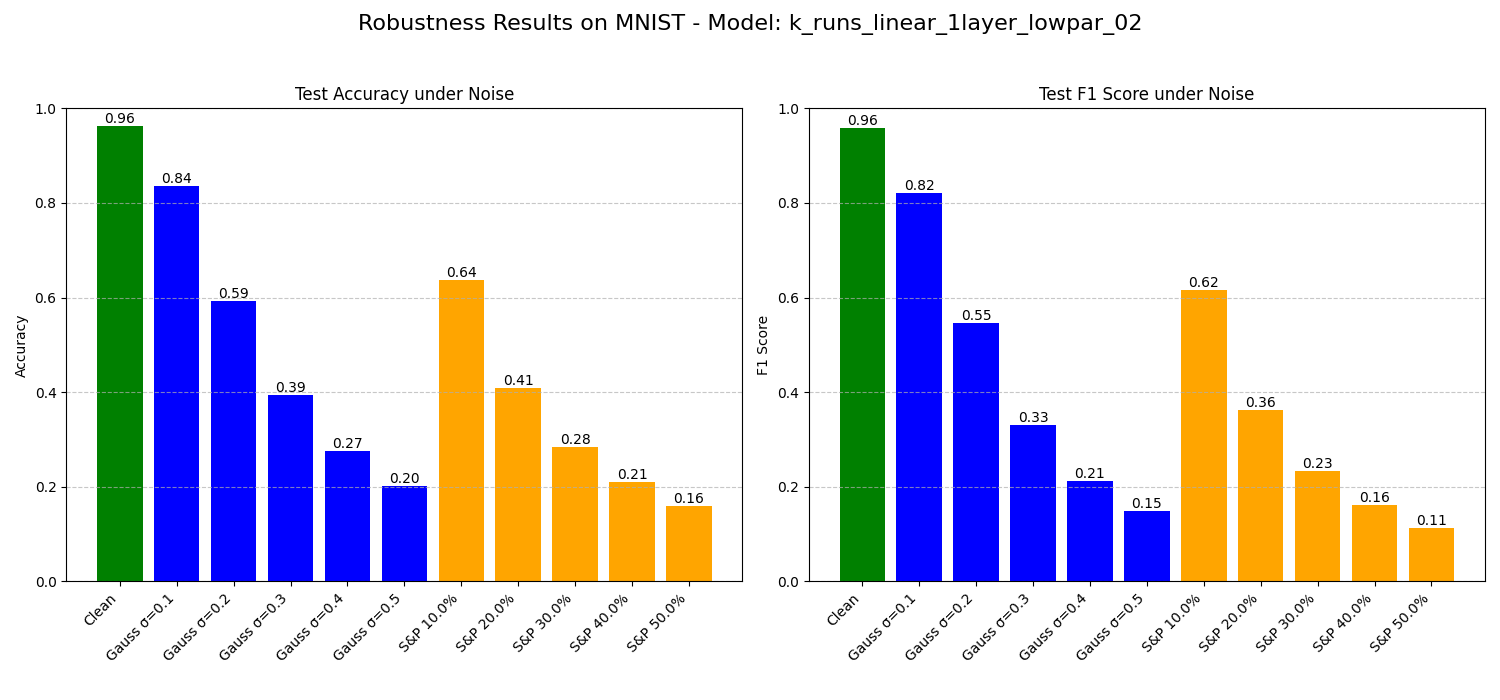 Robustness Results on MNIST - Model: k_runs_linear_1layer_lowpar_02
Test Accuracy under Noise
Accuracy
1.0
0.8
0.6
0.4
0.2
0.0
0.96
0.84
0.59
0.39
0.27
0.20
0.64
0.41
0.28
0.21
0.16
Clean
Gauss σ=0.1
Gauss σ=0.2
Gauss σ=0.3
Gauss σ=0.4
Gauss σ=0.5
S&P 10.0%
S&P 20.0%
S&P 30.0%
S&P 40.0%
S&P 50.0%
Test F1 Score under Noise
F1 Score
1.0
0.8
0.6
0.4
0.2
0.0
0.96
0.82
0.55
0.33
0.21
0.15
0.62
0.36
0.23
0.16
0.11
Clean
Gauss σ=0.1
Gauss σ=0.2
Gauss σ=0.3
Gauss σ=0.4
Gauss σ=0.5
S&P 10.0%
S&P 20.0%
S&P 30.0%
S&P 40.0%
S&P 50.0%